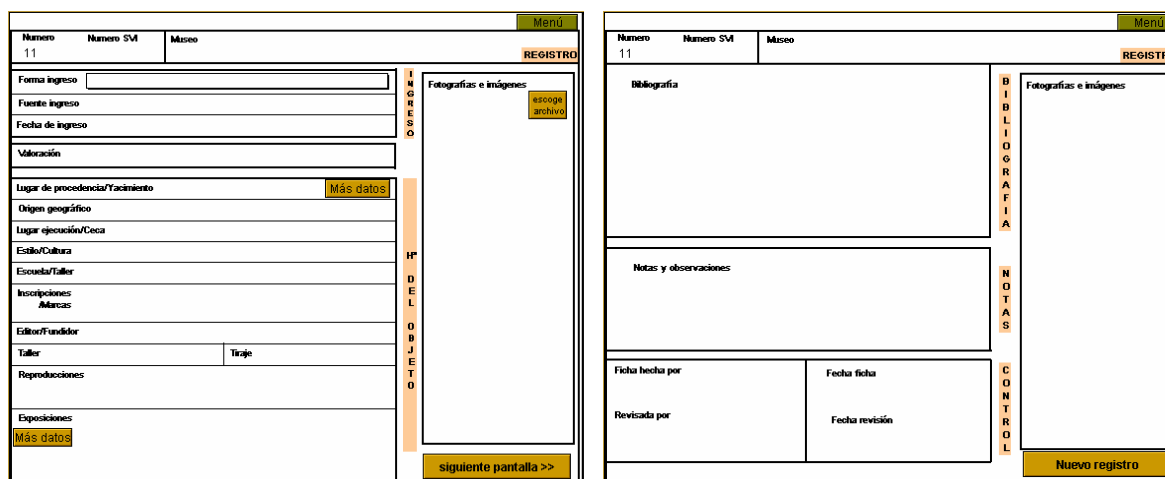 Menú
Numero Numero SVI Museo
11
REGISTRO
Forma ingreso
Fuente ingreso
Fecha de ingreso
INGRESO
Valoración
Lugar de procedencia/Yacimiento Más datos
Origen geográfico
Lugar ejecución/Ceca
Estilo/Cultura
Escuela/Taller
Inscripciones
/Marcas
Editor/Fundidor
Taller Tiraje
Reproducciones
Exposiciones
Más datos
Hª DEL OBJETO
Fotografías e imágenes
escoge
archivo
siguiente pantalla >>
Menú
Numero Numero SVI Museo
11
REGISTR
Bibliografía
BIBLIOGRAFIA
Notas y observaciones
NOTAS
Ficha hecha por Fecha ficha
Revisada por Fecha revisión
CONTROL
Fotografías e imágenes
Nuevo registro